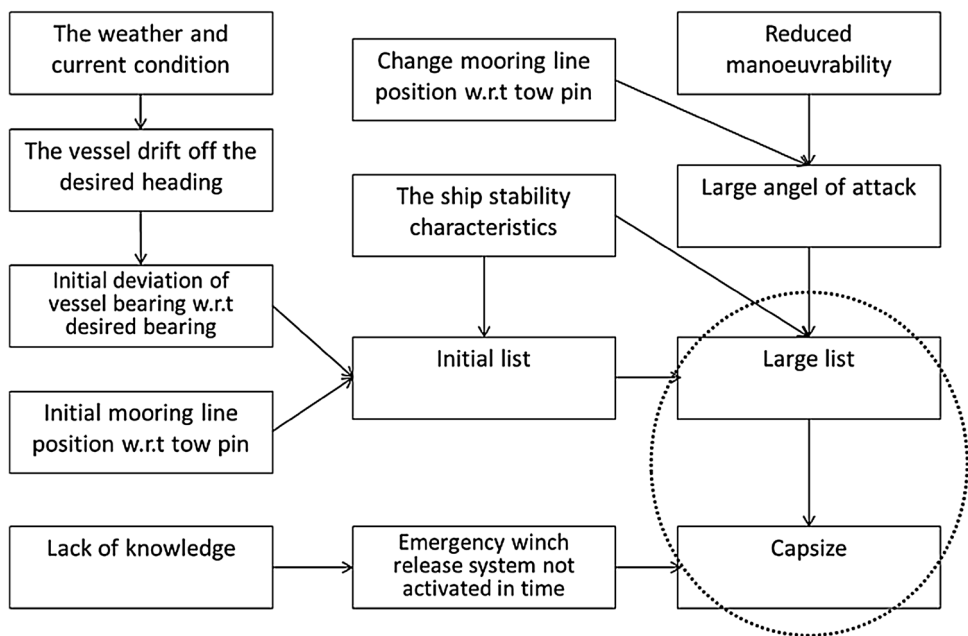 The weather and
current condition
Change mooring line
position w.r.t tow pin
Reduced
manoeuvrability
The vessel drift off the
desired heading
The ship stability
characteristics
Large angel of attack
Initial deviation of
vessel bearing w.r.t
desired bearing
Initial list
Large list
Initial mooring line
position w.r.t tow pin
Lack of knowledge
Emergency winch
release system not
activated in time
Capsize